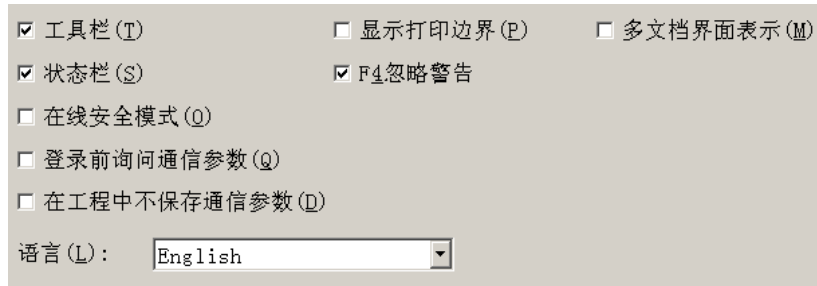 工具栏(T) 显示打印边界(P) 多文档界面表示(M)
状态栏(S) F4忽略警告
在线安全模式(O)
登录前询问通信参数(Q)
在工程中不保存通信参数(D)
语言(L): English